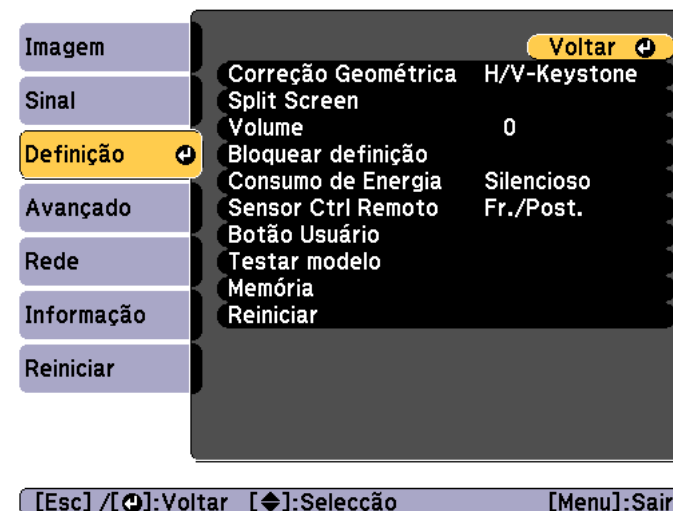 Imagem
Sinal
Definição
Avançado
Rede
Informação
Reiniciar
Voltar
Correção Geométrica H/V-Keystone
Split Screen
Volume 0
Bloquear definição
Consumo de Energia Silencioso
Sensor Ctrl Remoto Fr./Post.
Botão Usuário
Testar modelo
Memória
Reiniciar
[Esc] /[⏎]:Voltar [◆]:Selecção [Menu]:Sair